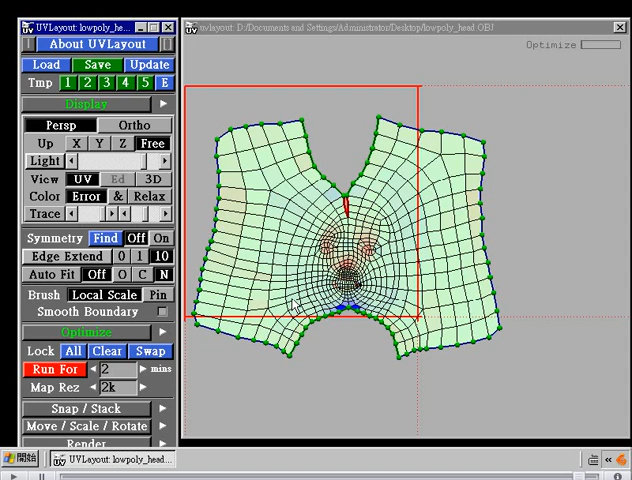 UVLayout: lowpoly_he...
About UVLayout
Load Save Update
Tmp 1 2 3 4 5 E
Display
Persp Ortho
Up X Y Z Free
Light
View UV Ed 3D
Color Error & Relax
Trace
Symmetry Find Off On
Edge Extend 0 1 10
Auto Fit Off O C N
Brush Local Scale Pin
Smooth Boundary
Optimize
Lock All Clear Swap
Run For 2 mins
Map Rez 2k
Snap / Stack
Move / Scale / Rotate
Render
uvlayout: D:/Documents and Settings/Administrator/Desktop/lowpoly_head.OBJ
Optimize
開始 UVLayout: lowpoly_head... «